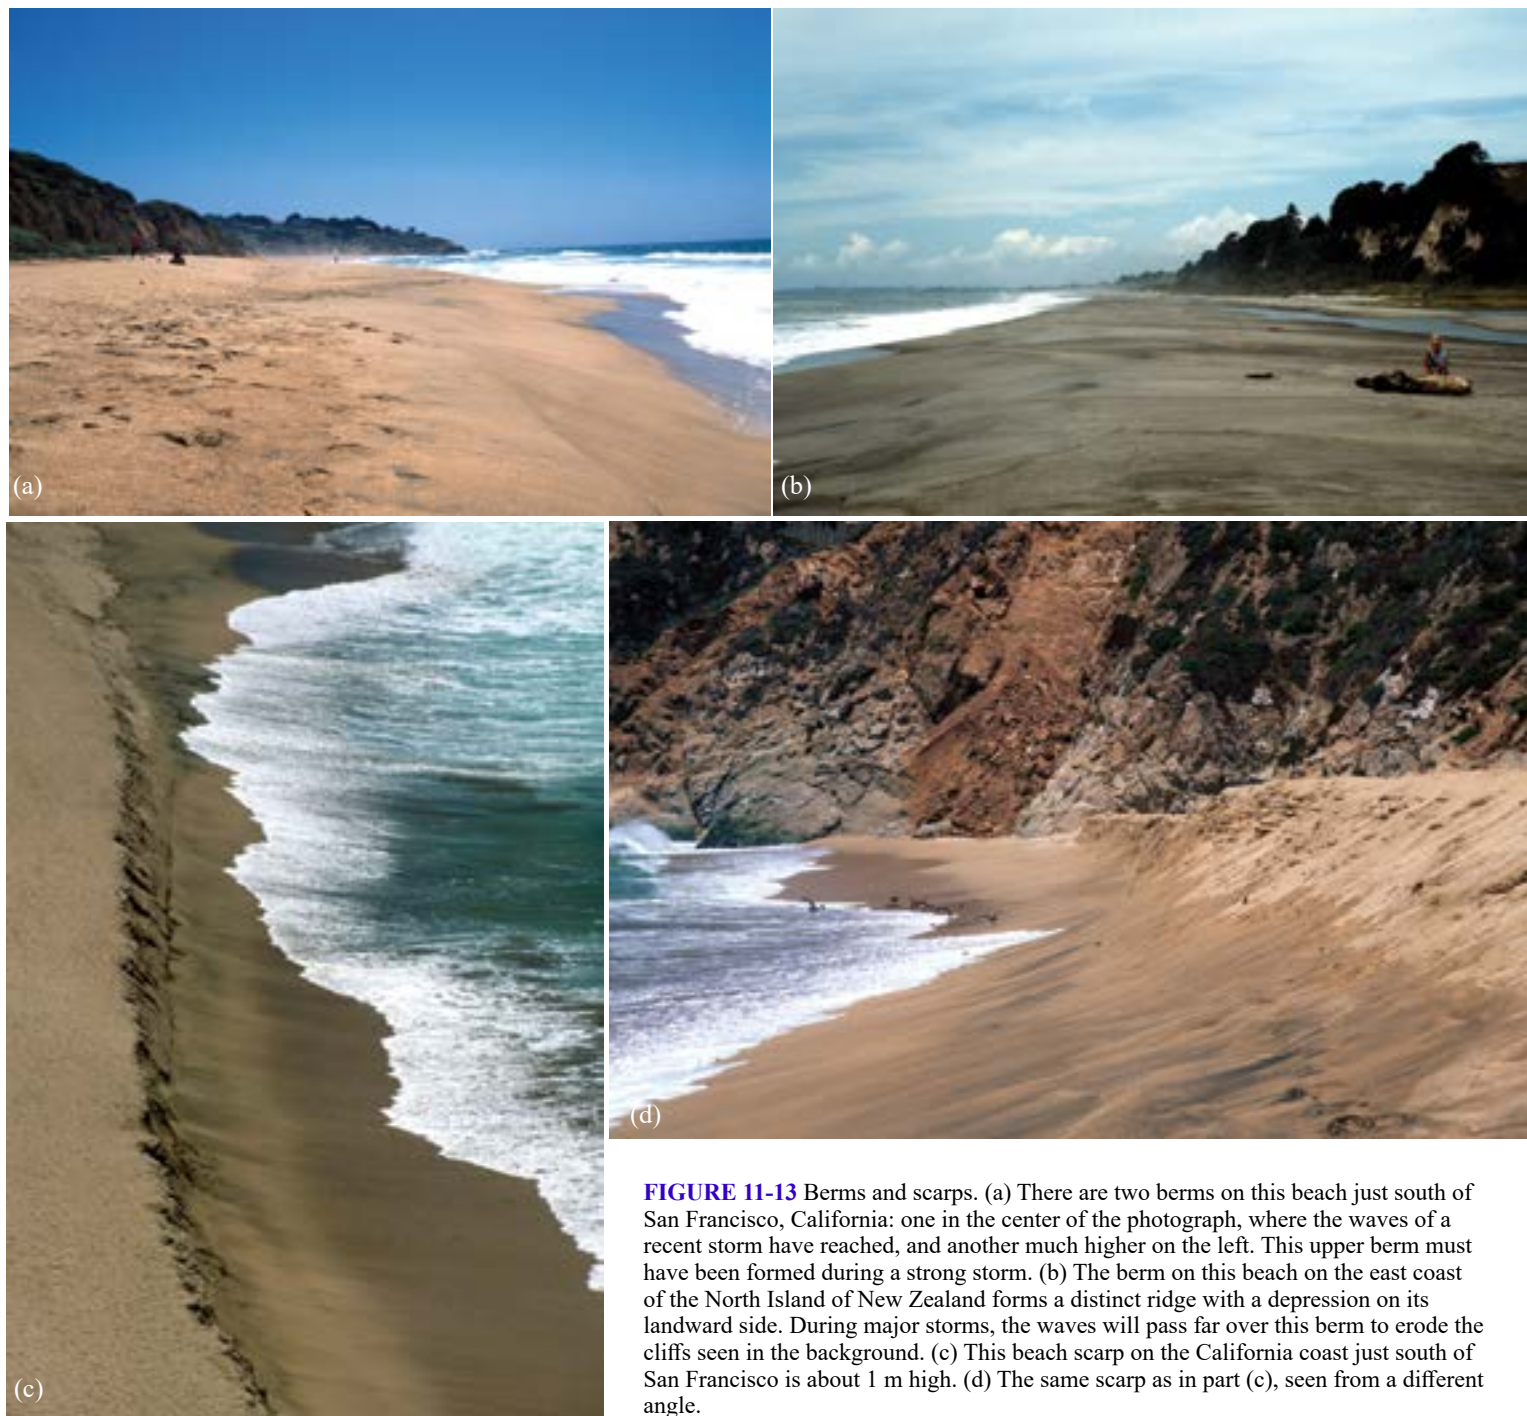 (a)
(b)
(c)
(d)
FIGURE 11-13 Berms and scarps. (a) There are two berms on this beach just south of
San Francisco, California: one in the center of the photograph, where the waves of a
recent storm have reached, and another much higher on the left. This upper berm must
have been formed during a strong storm. (b) The berm on this beach on the east coast
of the North Island of New Zealand forms a distinct ridge with a depression on its
landward side. During major storms, the waves will pass far over this berm to erode the
cliffs seen in the background. (c) This beach scarp on the California coast just south of
San Francisco is about 1 m high. (d) The same scarp as in part (c), seen from a different
angle.